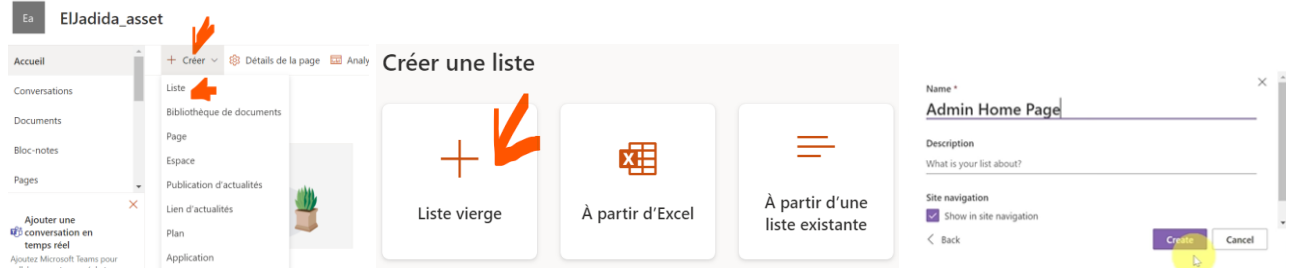 Ea
ElJadida_asset
Accueil
Conversations
Documents
Bloc-notes
Pages
Ajouter une
conversation en
temps réel
Ajoutez Microsoft Teams pour
+ Créer
Détails de la page
Analy
Liste
Bibliothèque de documents
Page
Espace
Publication d'actualités
Lien d'actualités
Plan
Application
Créer une liste
Liste vierge
À partir d'Excel
À partir d'une
liste existante
Name *
Admin Home Page
Description
What is your list about?
Site navigation
Show in site navigation
Back
Create
Cancel